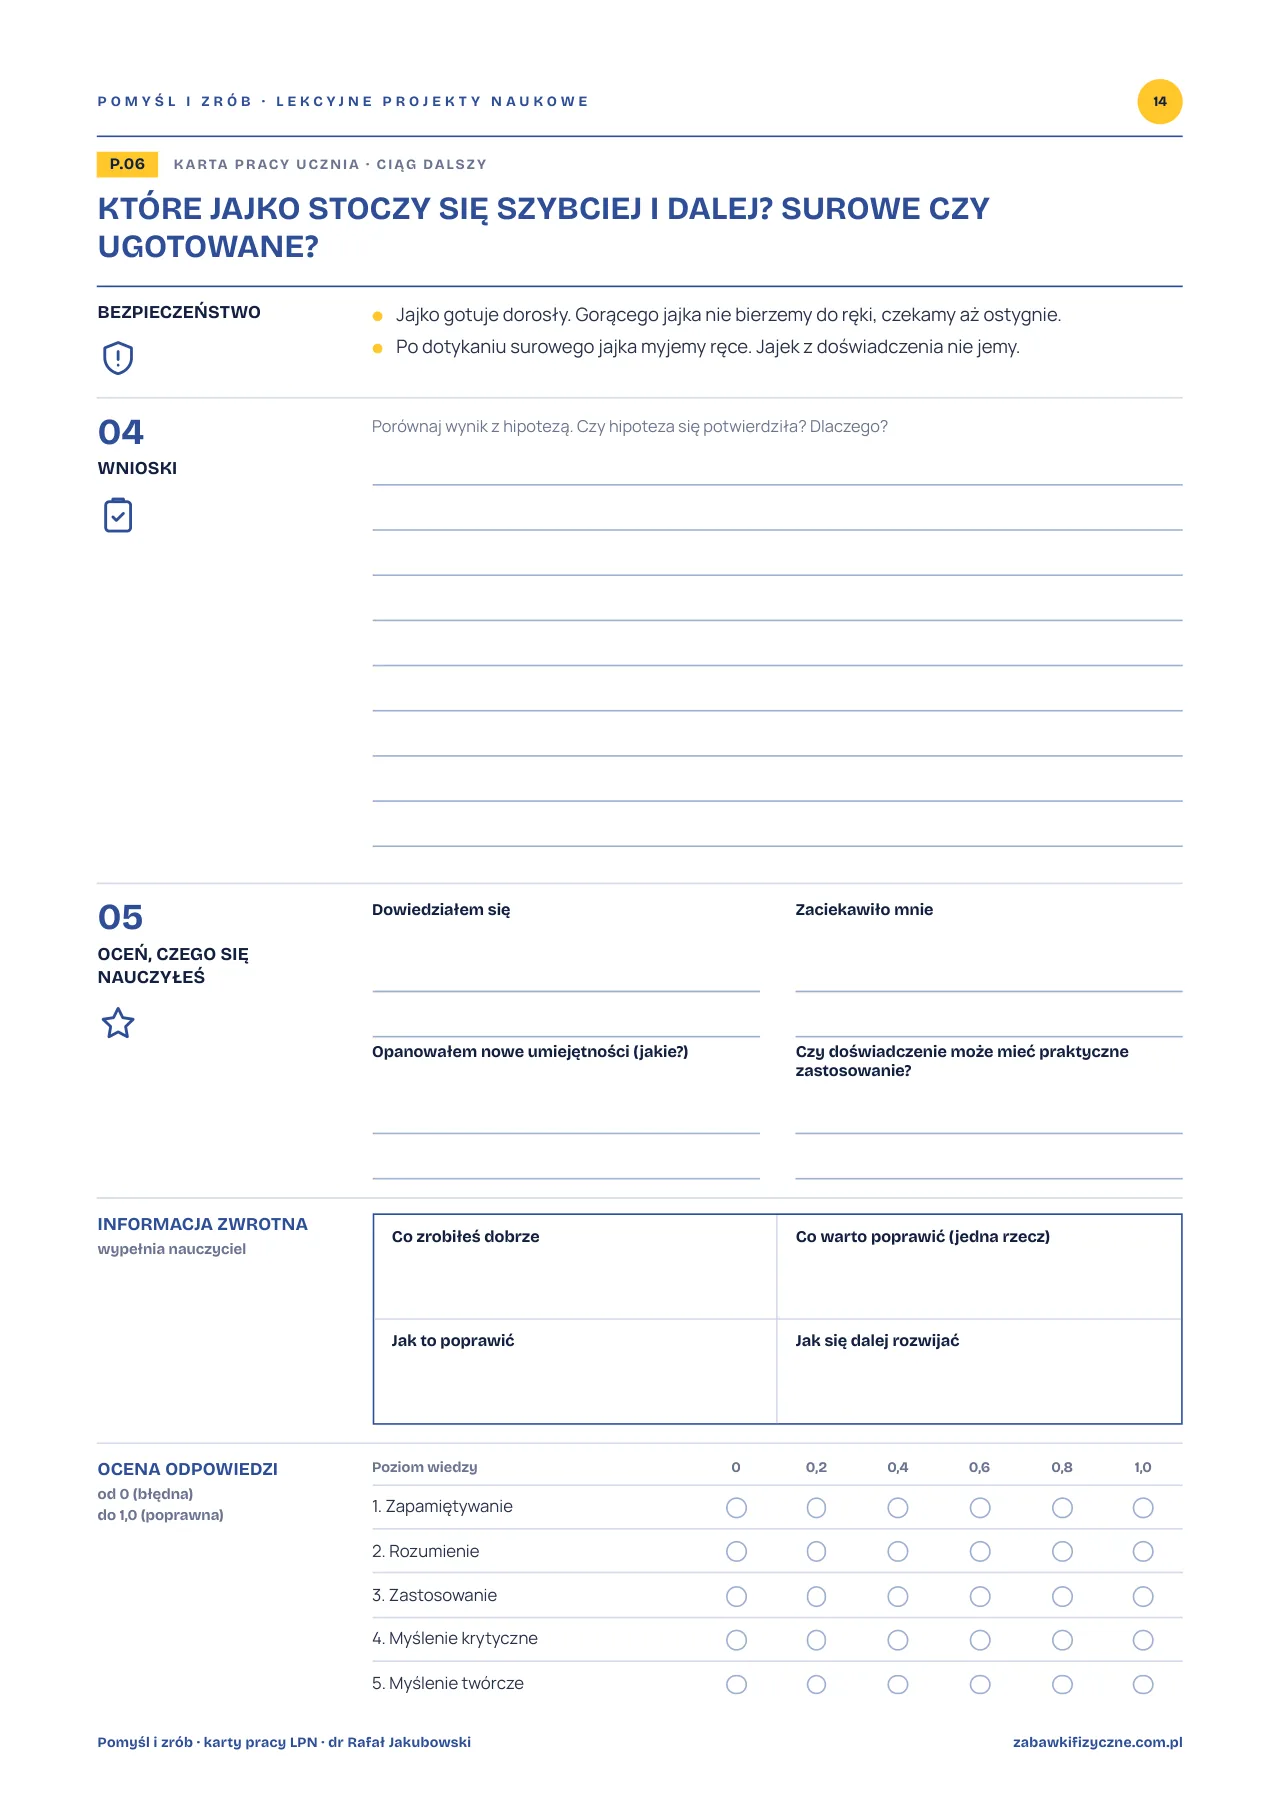 POMYŚL I ZRÓB · LEKCYJNE PROJEKTY NAUKOWE
14
P.06 KARTA PRACY UCZNIA · CIĄG DALSZY
KTÓRE JAJKO STOCZY SIĘ SZYBCIEJ I DALEJ? SUROWE CZY
UGOTOWANE?
BEZPIECZEŃSTWO
Jajko gotuje dorosły. Gorącego jajka nie bierzemy do ręki, czekamy aż ostygnie.
Po dotykaniu surowego jajka myjemy ręce. Jajek z doświadczenia nie jemy.
04
WNIOSKI
Porównaj wynik z hipotezą. Czy hipoteza się potwierdziła? Dlaczego?
05
OCEŃ, CZEGO SIĘ
NAUCZYŁEŚ
Dowiedziałem się
Zaciekawiło mnie
Opanowałem nowe umiejętności (jakie?)
Czy doświadczenie może mieć praktyczne
zastosowanie?
INFORMACJA ZWROTNA
wypełnia nauczyciel
Co zrobiłeś dobrze
Co warto poprawić (jedna rzecz)
Jak to poprawić
Jak się dalej rozwijać
OCENA ODPOWIEDZI
od 0 (błędna)
do 1,0 (poprawna)
Poziom wiedzy 0 0,2 0,4 0,6 0,8 1,0
1. Zapamiętywanie
2. Rozumienie
3. Zastosowanie
4. Myślenie krytyczne
5. Myślenie twórcze
Pomyśl i zrób · karty pracy LPN · dr Rafał Jakubowski
zabawkifizyczne.com.pl